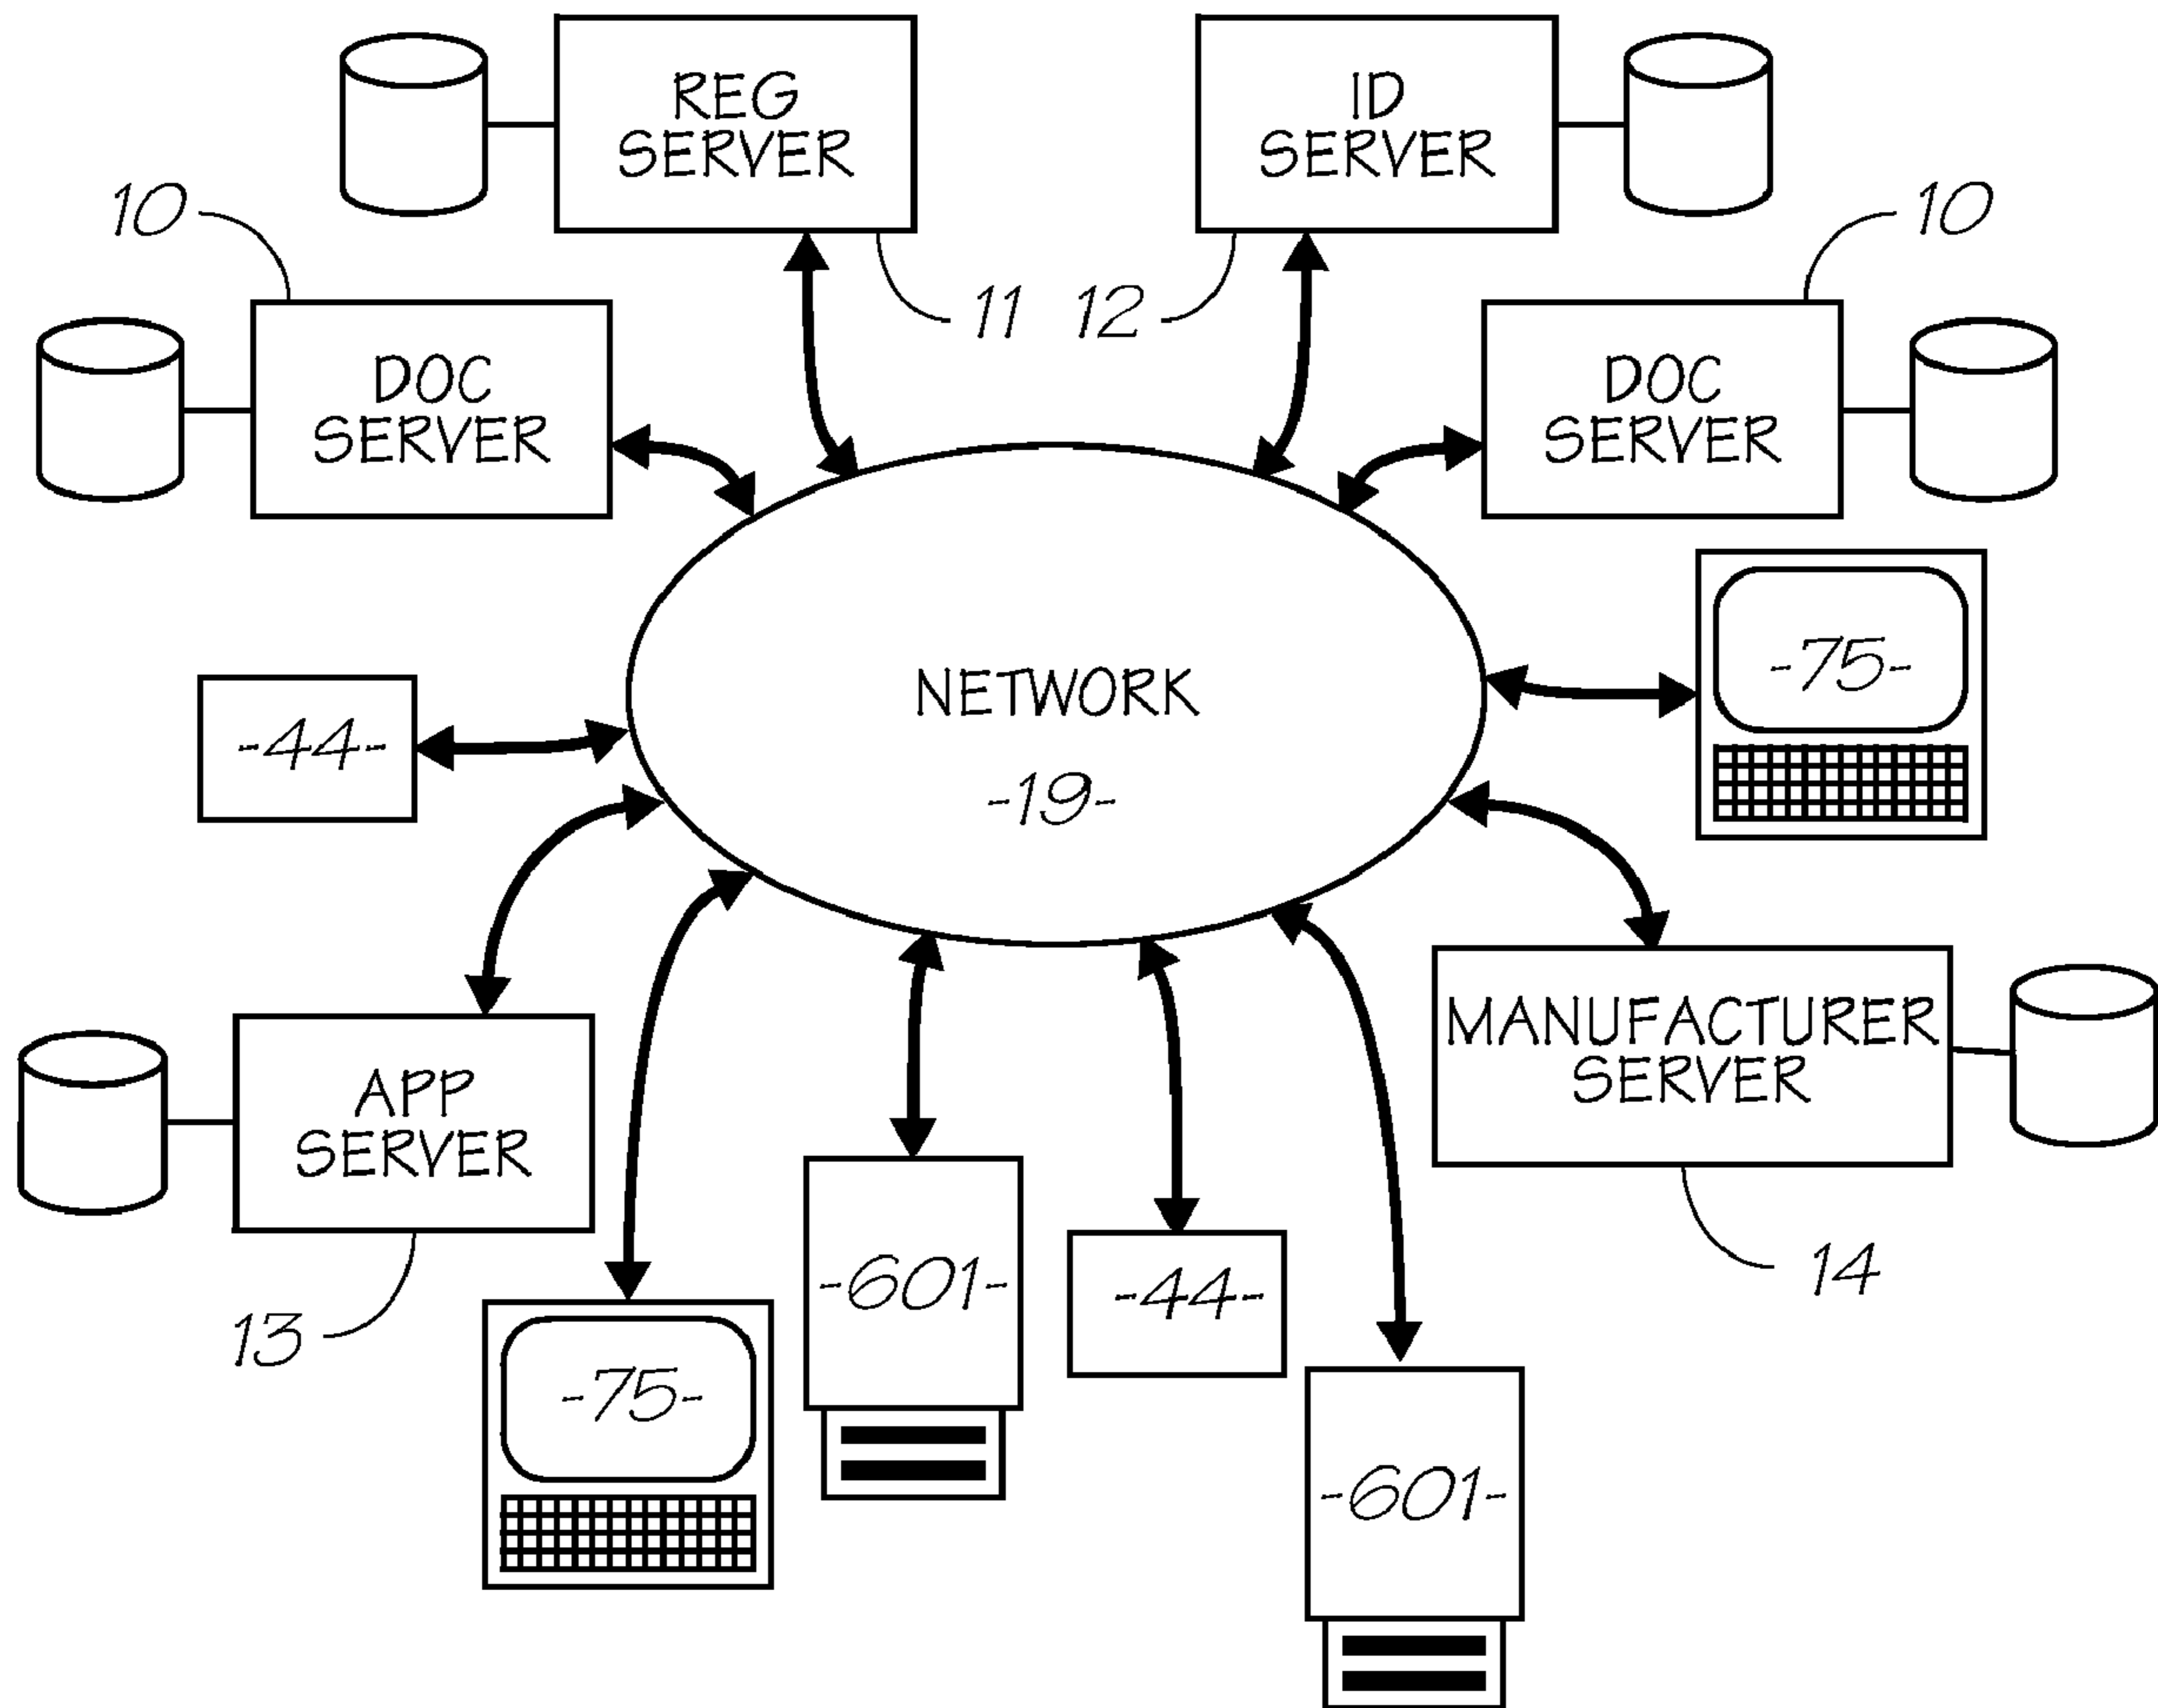 REG
SERVER
ID
SERVER
10
10
11
12
DOC
SERVER
DOC
SERVER
-75-
NETWORK
-19-
-44-
MANUFACTURER
SERVER
APP
SERVER
-601-
-44-
14
13
-75-
-601-